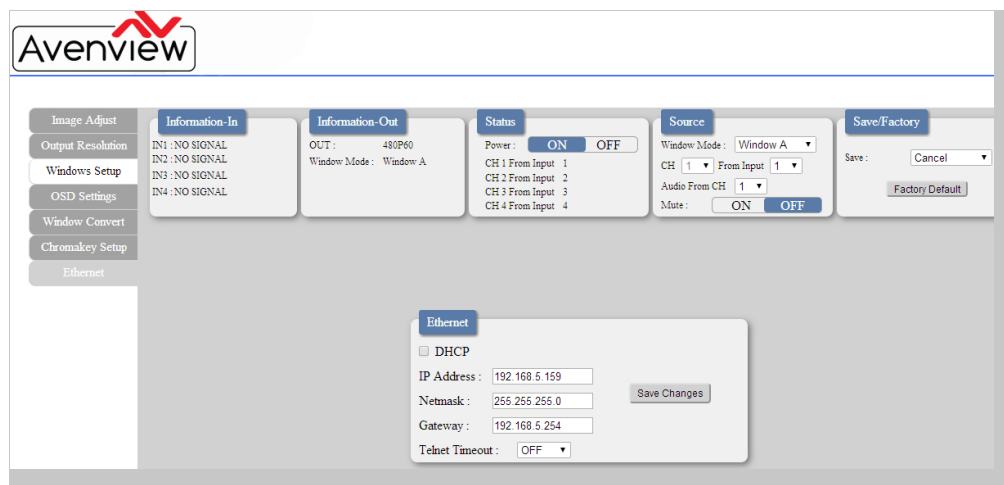 Avenview
Image Adjust
Output Resolution
Windows Setup
OSD Settings
Window Convert
Chromakey Setup
Ethernet
Information-In
IN1 : NO SIGNAL
IN2 : NO SIGNAL
IN3 : NO SIGNAL
IN4 : NO SIGNAL
Information-Out
OUT : 480P60
Window Mode : Window A
Status
Power : ON OFF
CH 1 From Input 1
CH 2 From Input 2
CH 3 From Input 3
CH 4 From Input 4
Source
Window Mode : Window A
CH 1 From Input 1
Audio From CH 1
Mute : ON OFF
Save/Factory
Save : Cancel
Factory Default
Ethernet
DHCP
IP Address : 192.168.5.159
Netmask : 255.255.255.0
Gateway : 192.168.5.254
Telnet Timeout : OFF
Save Changes